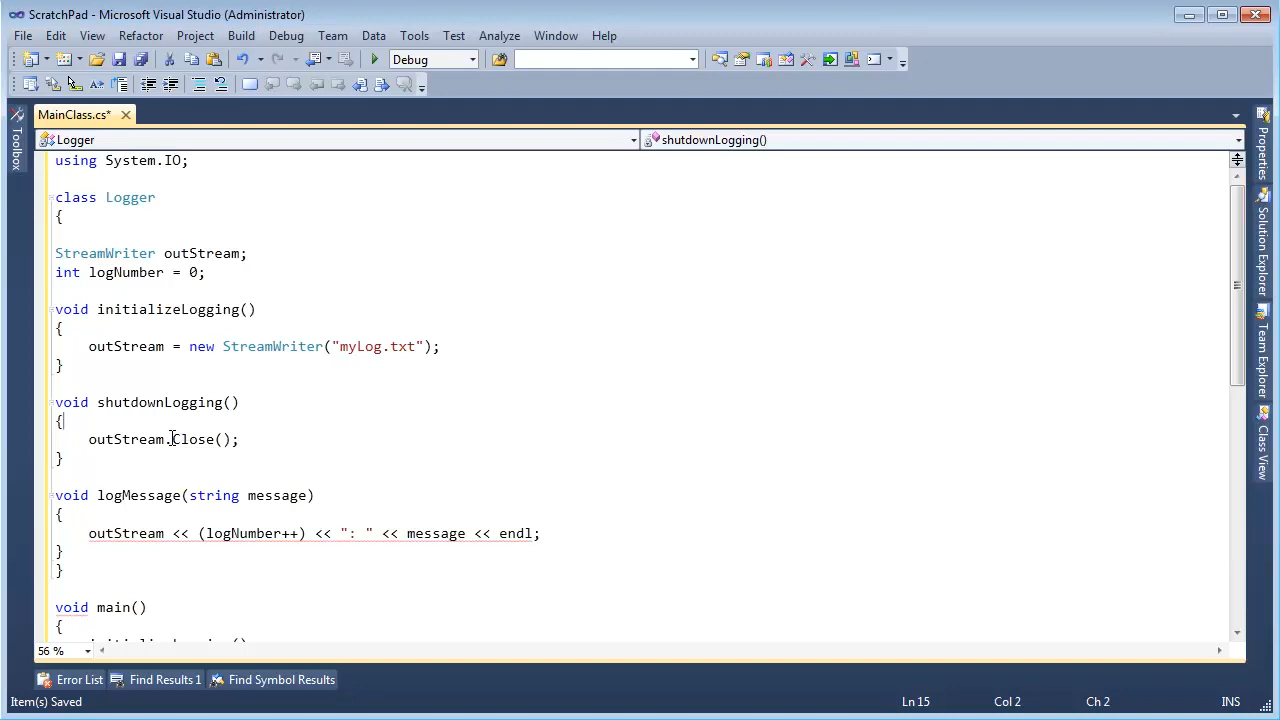 ScratchPad - Microsoft Visual Studio (Administrator)
File Edit View Refactor Project Build Debug Team Data Tools Test Analyze Window Help
Debug
MainClass.cs*
Logger shutdownLogging()
using System.IO;
class Logger
{
StreamWriter outStream;
int logNumber = 0;
void initializeLogging()
{
outStream = new StreamWriter("myLog.txt");
}
void shutdownLogging()
{
outStream.Close();
}
void logMessage(string message)
{
outStream << (logNumber++) << ": " << message << endl;
}
}
void main()
{
56 %
Toolbox
Properties
Solution Explorer
Team Explorer
Class View
Error List Find Results 1 Find Symbol Results
Item(s) Saved Ln 15 Col 2 Ch 2 INS